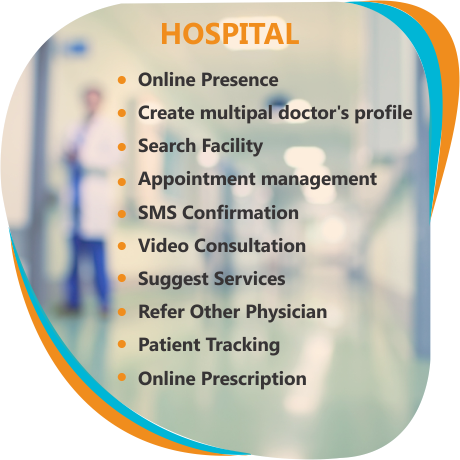 HOSPITAL
Online Presence
Create multipal doctor's profile
Search Facility
Appointment management
SMS Confirmation
Video Consultation
Suggest Services
Refer Other Physician
Patient Tracking
Online Prescription